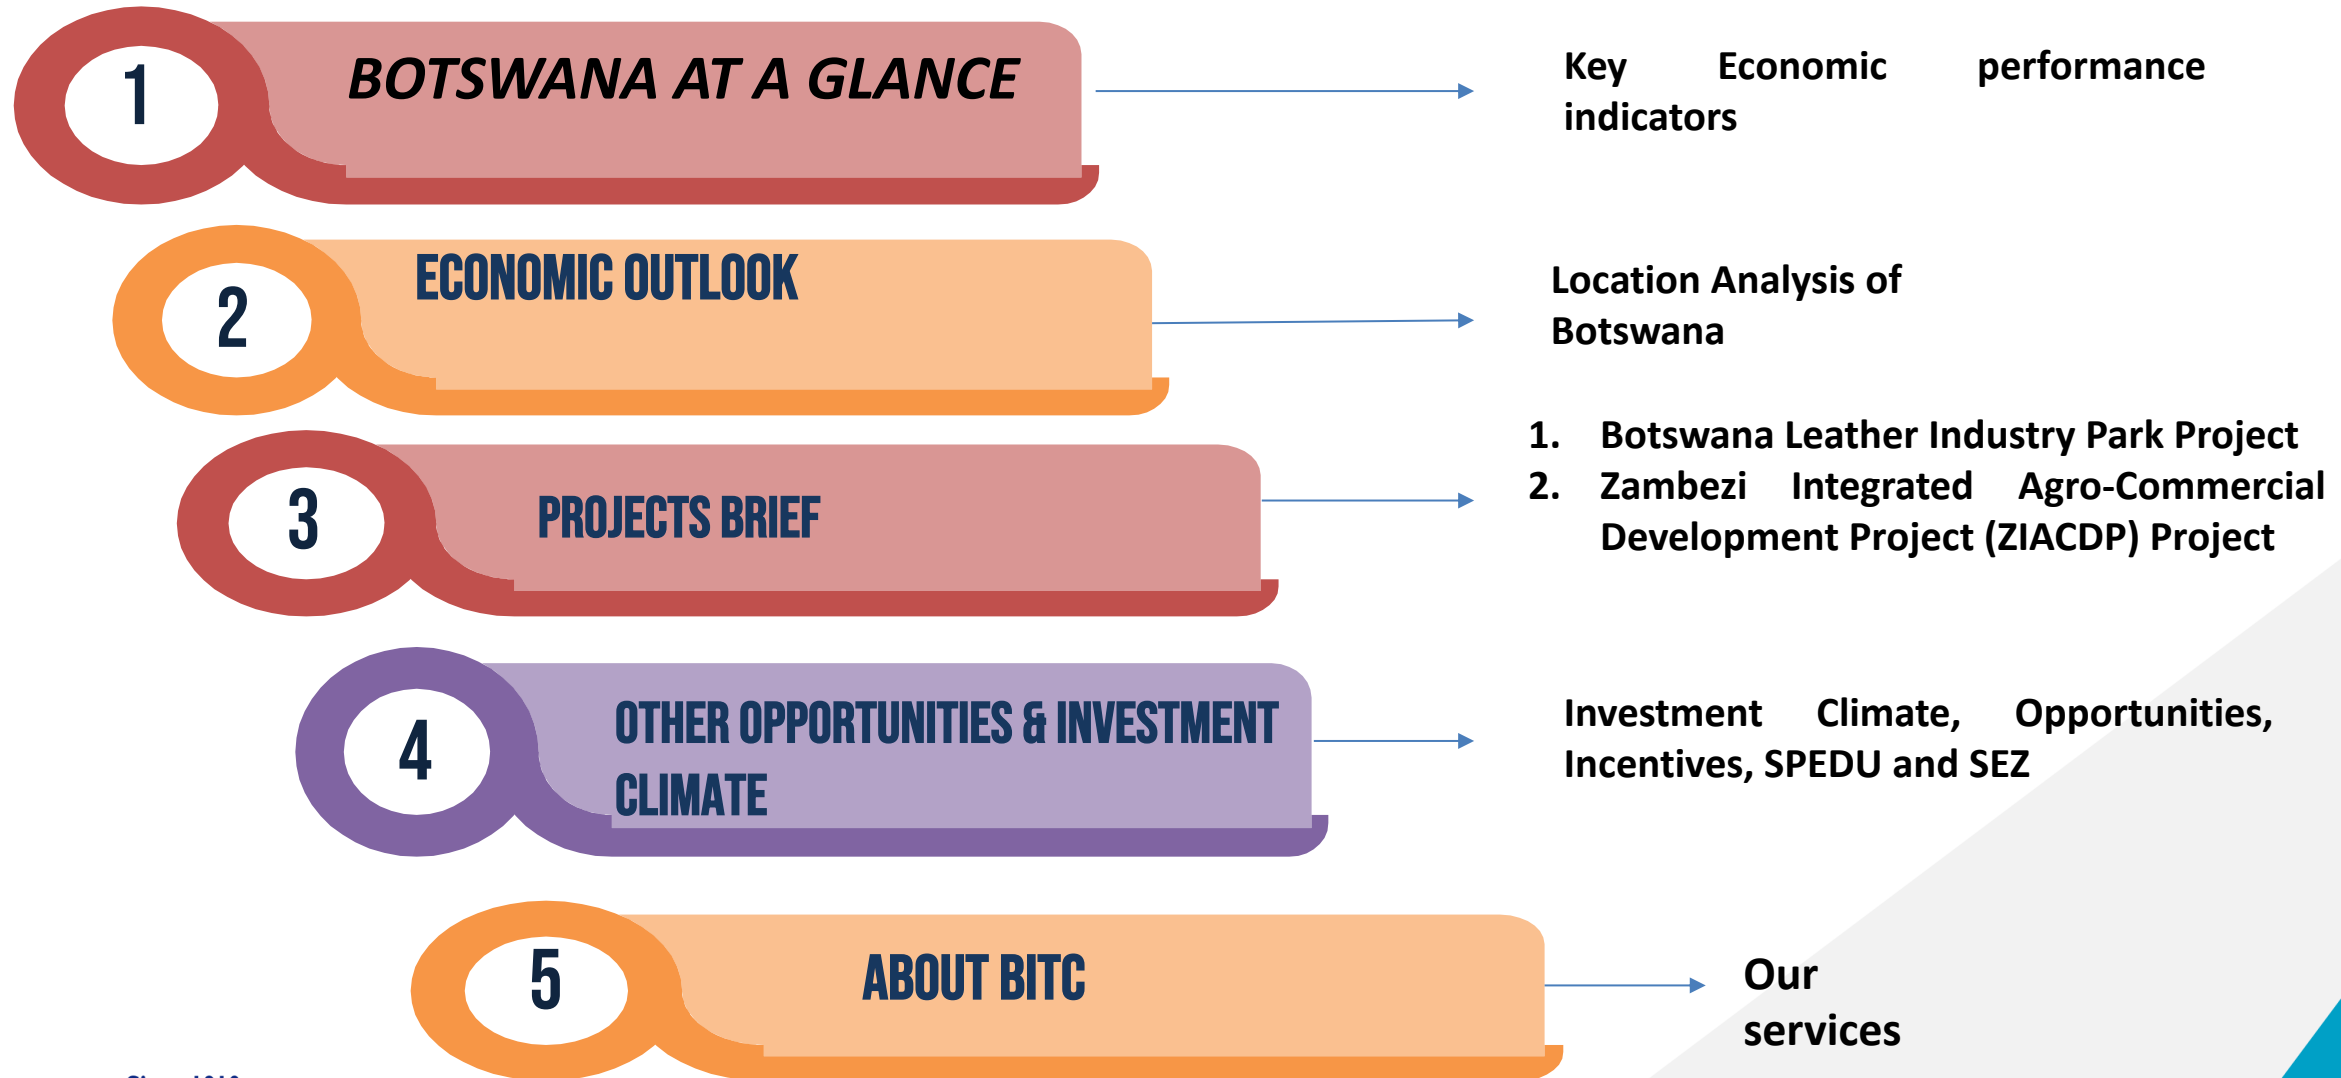 1
BOTSWANA AT A GLANCE
Key Economic performance
indicators
2
ECONOMIC OUTLOOK
Location Analysis of
Botswana
3
PROJECTS BRIEF
1. Botswana Leather Industry Park Project
2. Zambezi Integrated Agro-Commercial
Development Project (ZIACDP) Project
4
OTHER OPPORTUNITIES & INVESTMENT
CLIMATE
Investment Climate, Opportunities,
Incentives, SPEDU and SEZ
5
ABOUT BITC
Our
services